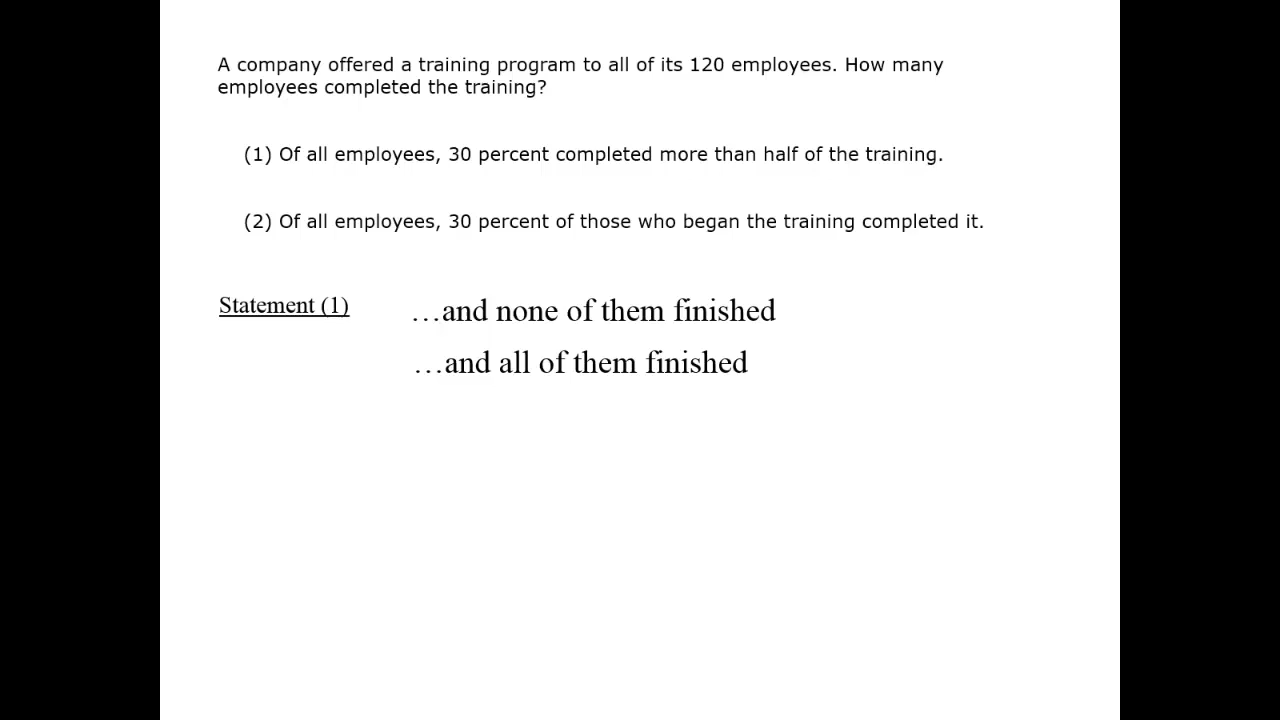 A company offered a training program to all of its 120 employees. How many
employees completed the training?
(1) Of all employees, 30 percent completed more than half of the training.
(2) Of all employees, 30 percent of those who began the training completed it.
Statement (1)
…and none of them finished
…and all of them finished